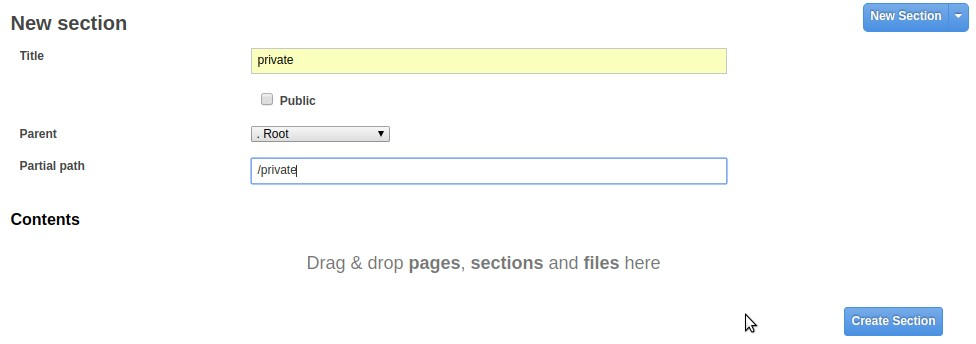 New section
New Section
Title
private
Public
Parent
. Root
Partial path
/private
Contents
Drag & drop pages, sections and files here
Create Section